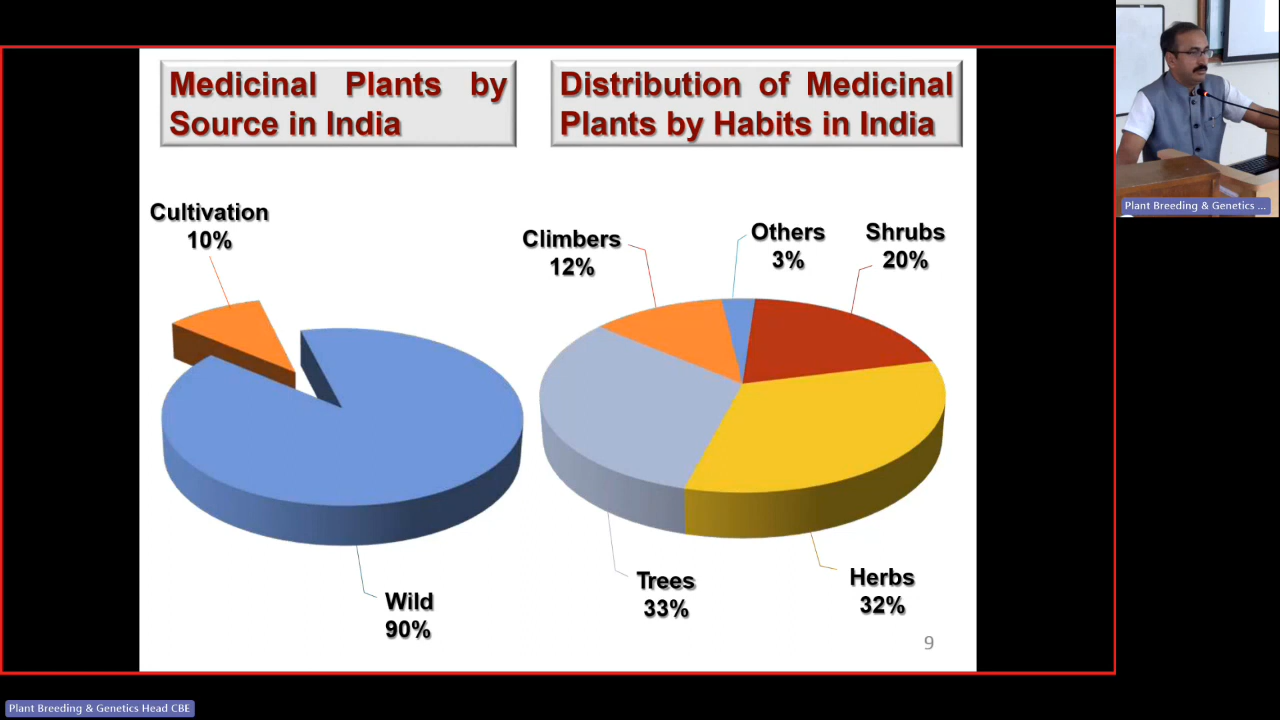 Medicinal Plants by
Source in India
Distribution of Medicinal
Plants by Habits in India
Cultivation
10%
Wild
90%
Climbers
12%
Others
3%
Shrubs
20%
Trees
33%
Herbs
32%
9
Plant Breeding & Genetics ...
Plant Breeding & Genetics Head CBE